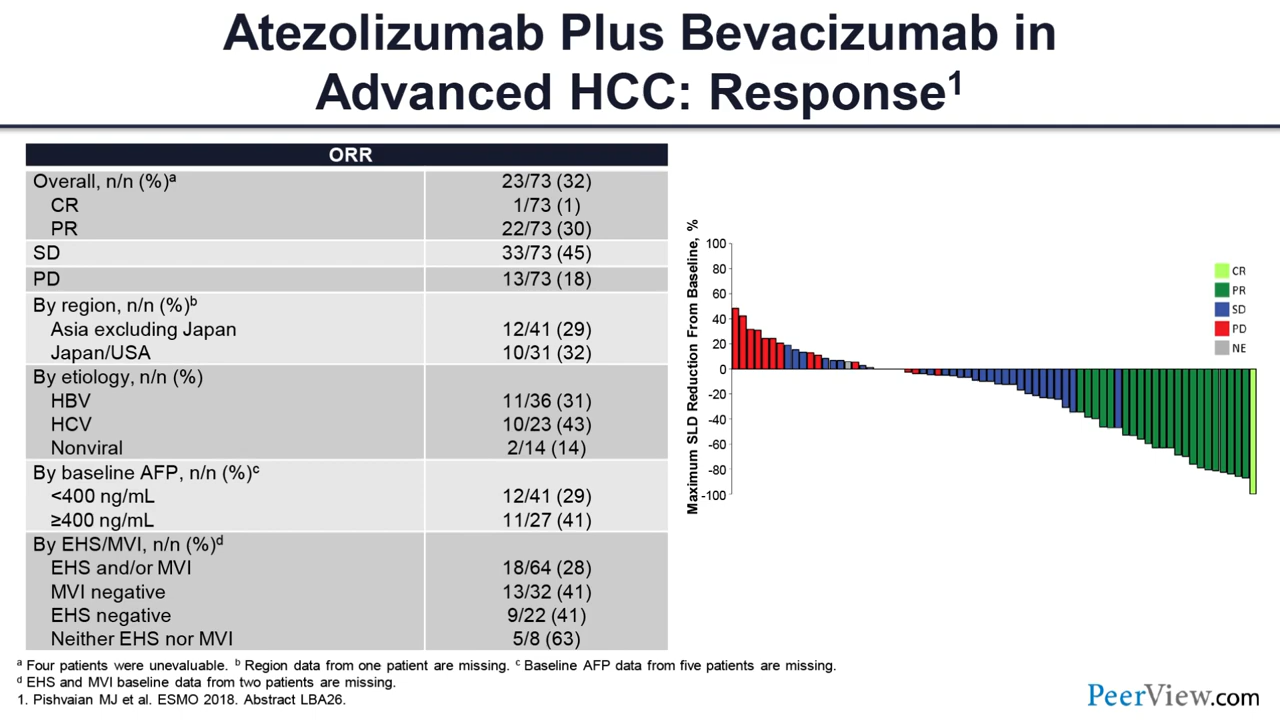 Atezolizumab Plus Bevacizumab in
Advanced HCC: Response¹
ORR
Overall, n/n (%)ᵃ 23/73 (32)
CR 1/73 (1)
PR 22/73 (30)
SD 33/73 (45)
PD 13/73 (18)
By region, n/n (%)ᵇ
Asia excluding Japan 12/41 (29)
Japan/USA 10/31 (32)
By etiology, n/n (%)
HBV 11/36 (31)
HCV 10/23 (43)
Nonviral 2/14 (14)
By baseline AFP, n/n (%)ᶜ
<400 ng/mL 12/41 (29)
≥400 ng/mL 11/27 (41)
By EHS/MVI, n/n (%)ᵈ
EHS and/or MVI 18/64 (28)
MVI negative 13/32 (41)
EHS negative 9/22 (41)
Neither EHS nor MVI 5/8 (63)
Maximum SLD Reduction From Baseline, %
100
80
60
40
20
0
-20
-40
-60
-80
-100
CR
PR
SD
PD
NE
ᵃ Four patients were unevaluable. ᵇ Region data from one patient are missing. ᶜ Baseline AFP data from five patients are missing.
ᵈ EHS and MVI baseline data from two patients are missing.
1. Pishvaian MJ et al. ESMO 2018. Abstract LBA26.
PeerView.com